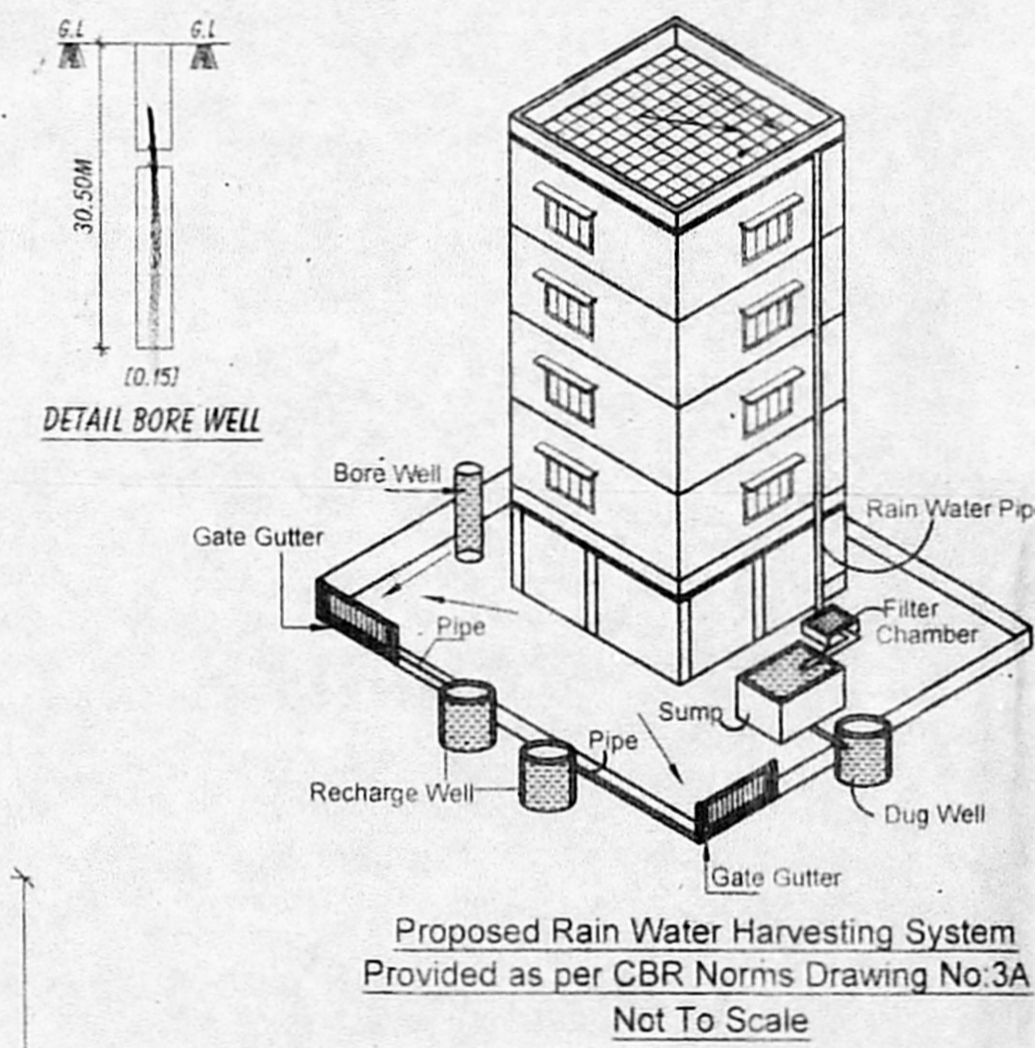 G.L
G.L
30.50M
[0.15]
DETAIL BORE WELL
Bore Well
Gate Gutter
Rain Water Pip
Pipe
Filter
Chamber
Sump
Pipe
Recharge Well
Dug Well
Gate Gutter
Proposed Rain Water Harvesting System
Provided as per CBR Norms Drawing No:3A
Not To Scale